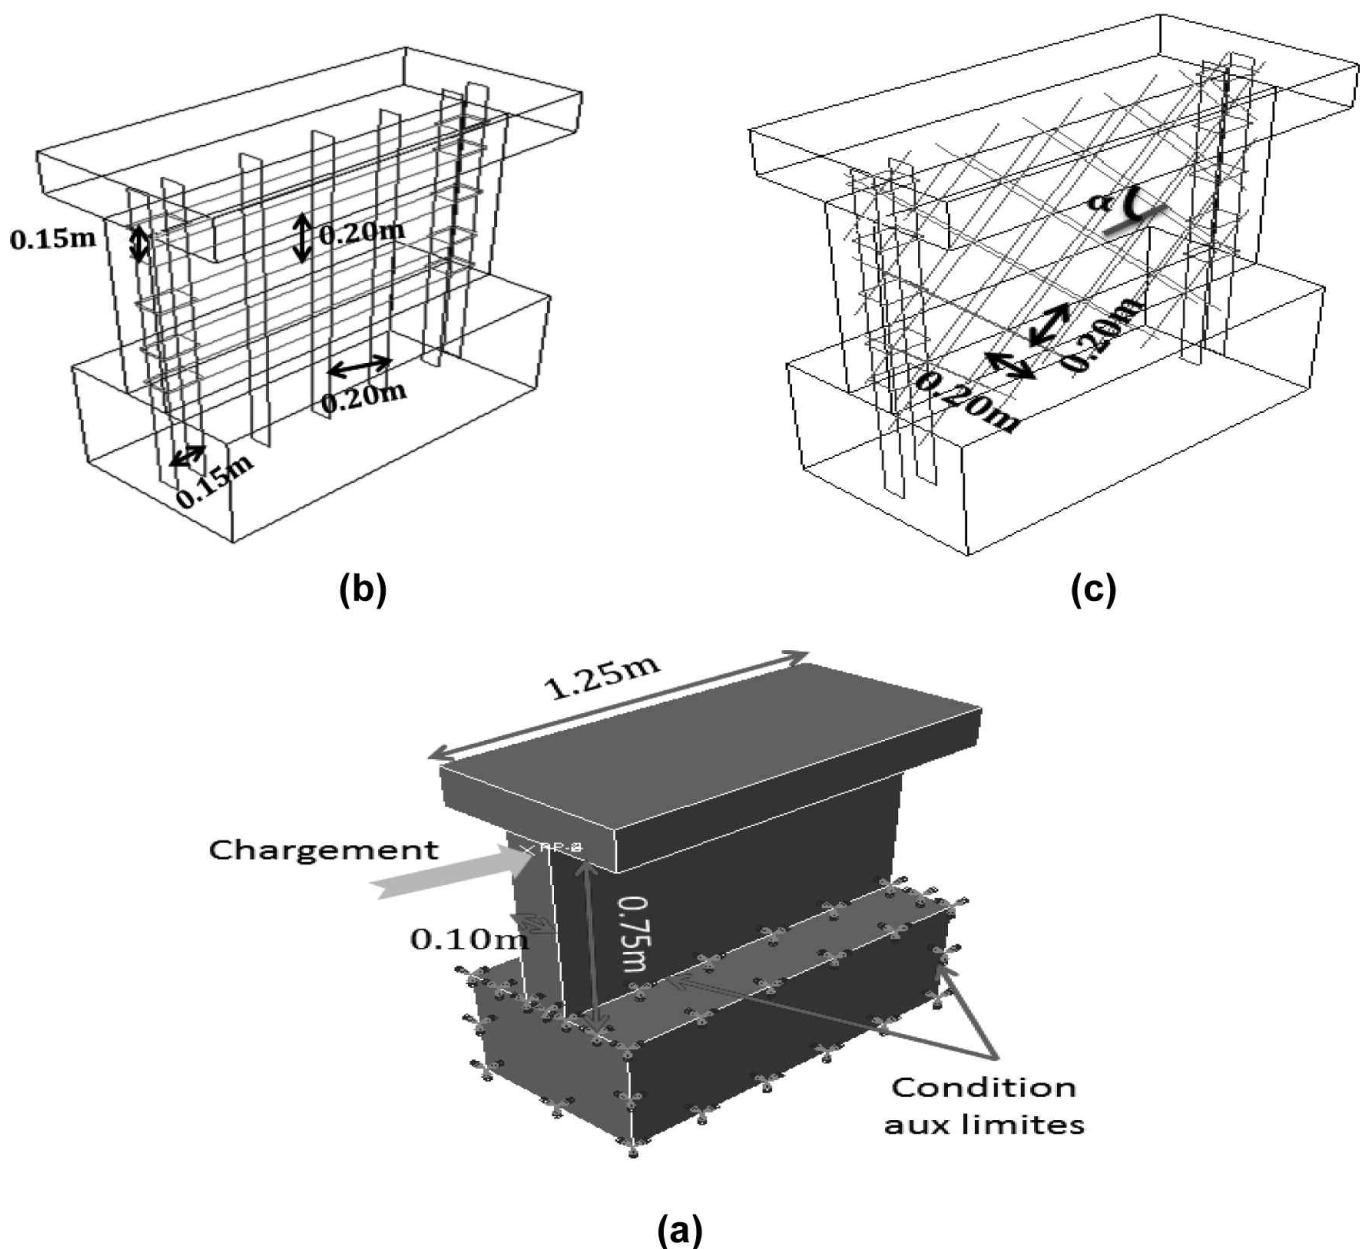 0.15m
0.20m
0.20m
0.15m
(b)
α
0.20m
0.20m
(c)
1.25m
Chargement
0.10m
0.75m
Condition
aux limites
(a)